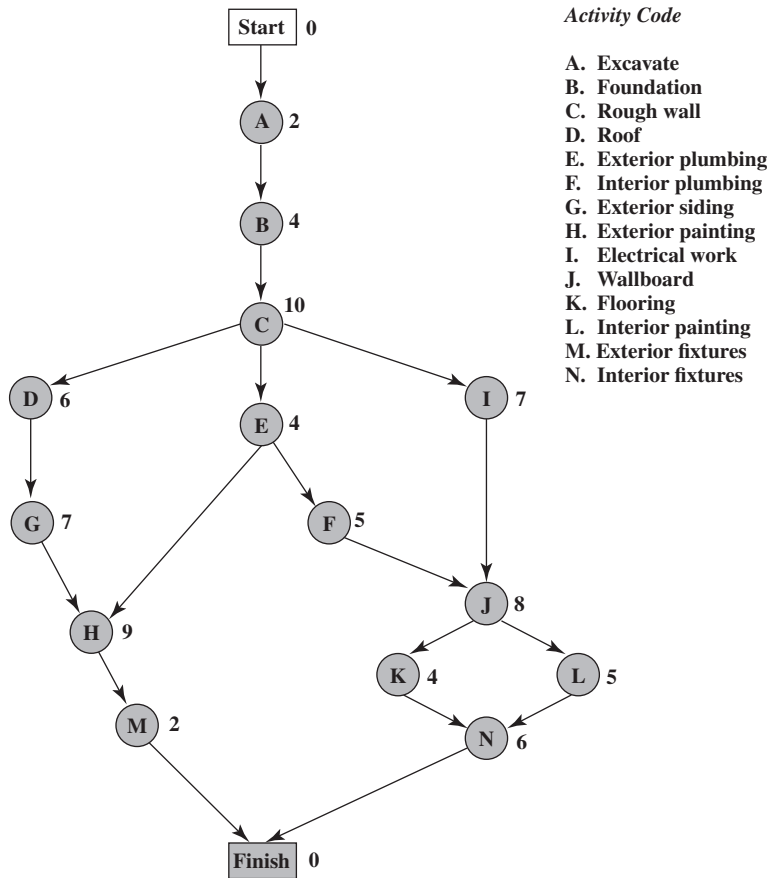 Start 0
A 2
B 4
C 10
D 6
E 4
I 7
G 7
F 5
H 9
J 8
K 4
L 5
M 2
N 6
Finish 0
Activity Code
A. Excavate
B. Foundation
C. Rough wall
D. Roof
E. Exterior plumbing
F. Interior plumbing
G. Exterior siding
H. Exterior painting
I. Electrical work
J. Wallboard
K. Flooring
L. Interior painting
M. Exterior fixtures
N. Interior fixtures